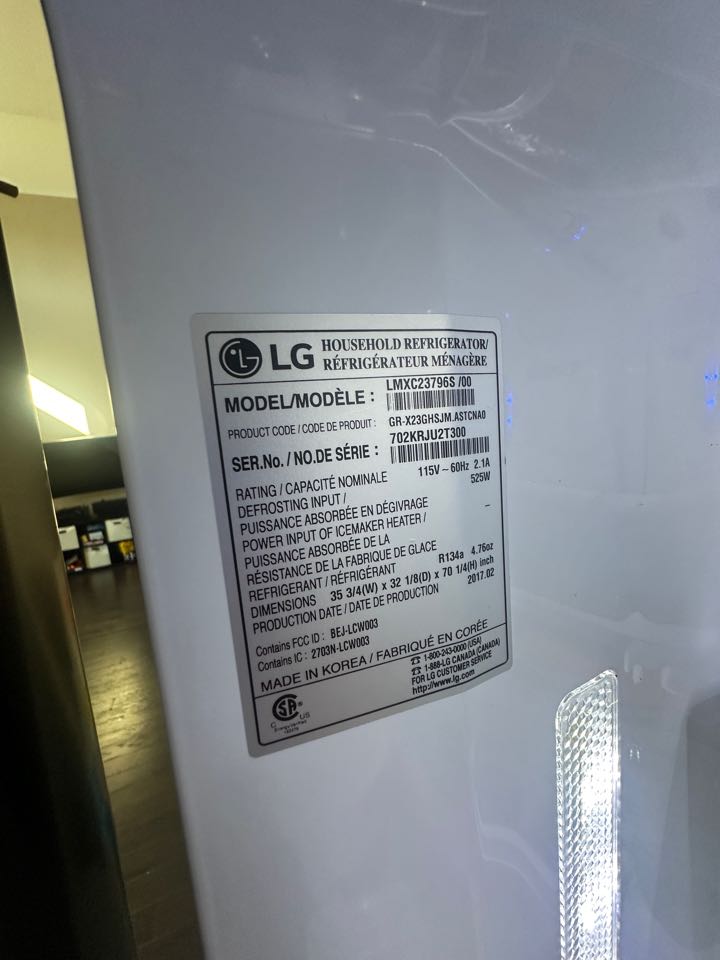 LG HOUSEHOLD REFRIGERATOR/
RÉFRIGÉRATEUR MÉNAGÈRE
MODEL/MODÈLE : LMXC23796S /00
PRODUCT CODE / CODE DE PRODUIT : GR-X23GHSJM.ASTCNA0
SER.No. / NO.DE SÉRIE : 702KRJU2T300
RATING / CAPACITÉ NOMINALE 115V ~ 60Hz 2.1A
DEFROSTING INPUT / 525W
PUISSANCE ABSORBÉE EN DÉGIVRAGE
POWER INPUT OF ICEMAKER HEATER / –
PUISSANCE ABSORBÉE DE LA
RÉSISTANCE DE LA FABRIQUE DE GLACE
REFRIGERANT / RÉFRIGÉRANT R134a 4.76oz
DIMENSIONS 35 3/4(W) x 32 1/8(D) x 70 1/4(H) inch
PRODUCTION DATE / DATE DE PRODUCTION 2017.02
Contains FCC ID : BEJ-LCW003
Contains IC : 2703N-LCW003
MADE IN KOREA / FABRIQUÉ EN CORÉE
1-800-243-0000 (USA)
1-888-LG CANADA (CANADA)
FOR LG CUSTOMER SERVICE
http://www.lg.com
C SA US
Energy Verified